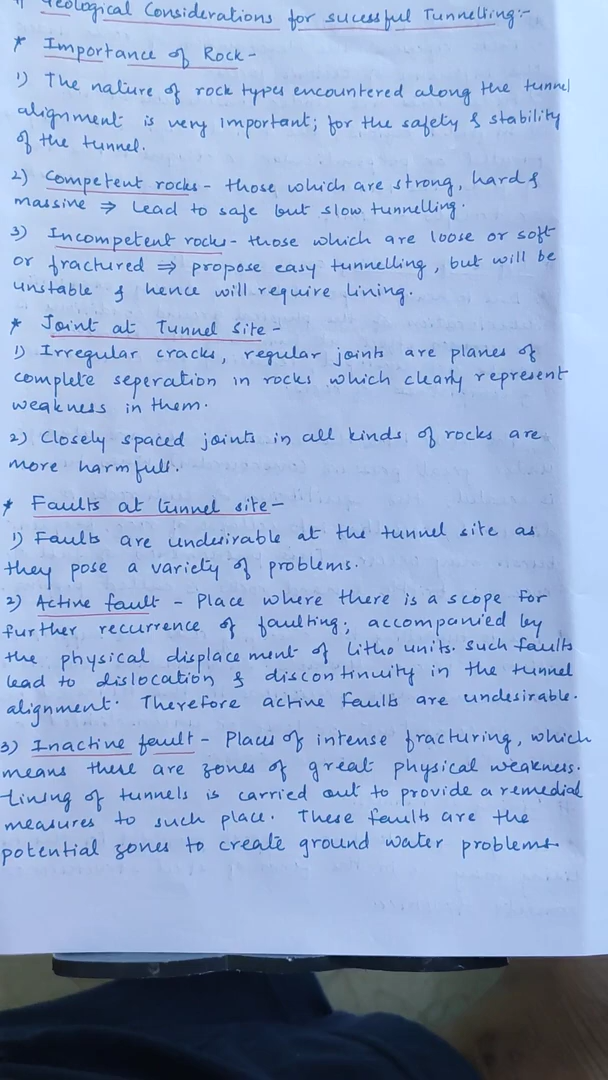 Geological Considerations for sucessful Tunnelling:-
* Importance of Rock -
1) The nature of rock types encountered along the tunnel
alignment is very important; for the safety & stability
of the tunnel.
2) Competent rocks - those which are strong, hard &
massive ⇒ lead to safe but slow tunnelling.
3) Incompetent rocks - those which are loose or soft
or fractured ⇒ propose easy tunnelling, but will be
unstable & hence will require lining.
* Joint at Tunnel Site -
1) Irregular cracks, regular joints are planes of
complete seperation in rocks which clearly represent
weakness in them.
2) Closely spaced joints in all kinds of rocks are
more harmfull.
* Faults at tunnel site -
1) Faults are undesirable at the tunnel site as
they pose a variety of problems.
2) Active fault - Place where there is a scope for
further recurrence of faulting; accompanied by
the physical displacement of litho units. such faults
lead to dislocation & discontinuity in the tunnel
alignment. Therefore active faults are undesirable.
3) Inactive fault - Places of intense fracturing, which
means there are zones of great physical weakness.
Lining of tunnels is carried out to provide a remedial
measures to such place. These faults are the
potential zones to create ground water problems.